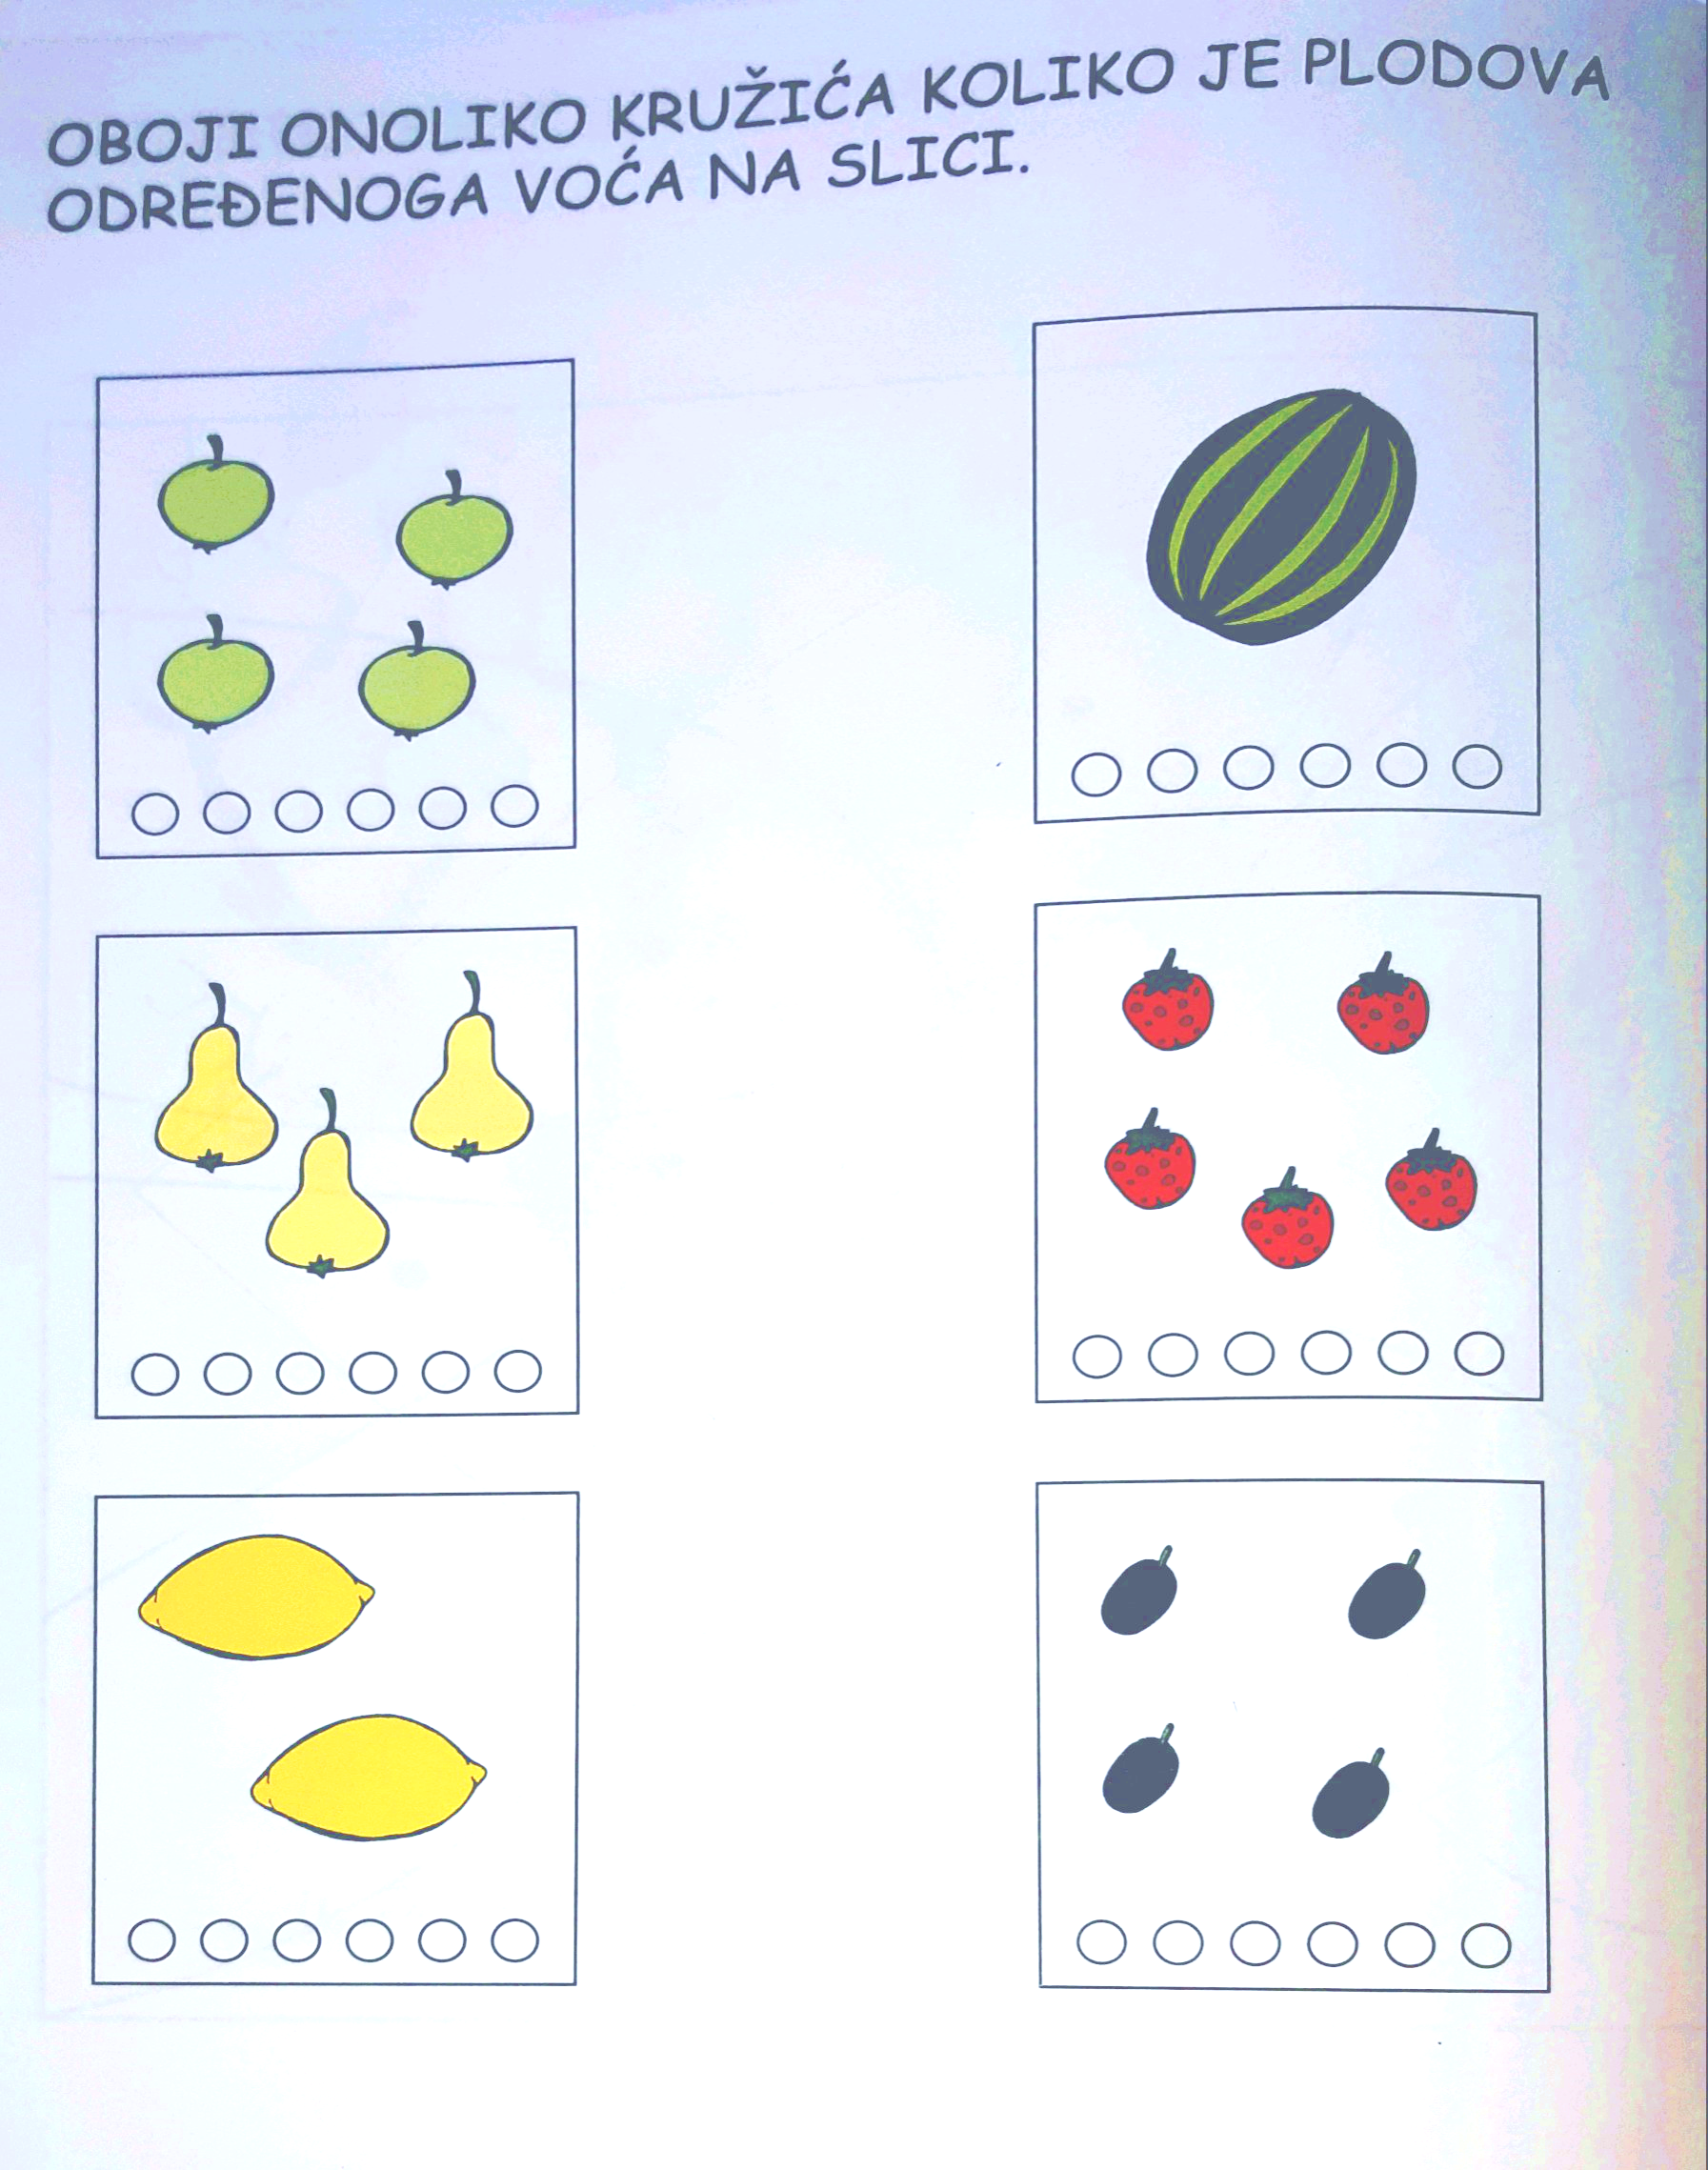 OBOJI ONOLIKO KRUŽIĆA KOLIKO JE PLODOVA
ODREĐENOGA VOĆA NA SLICI.